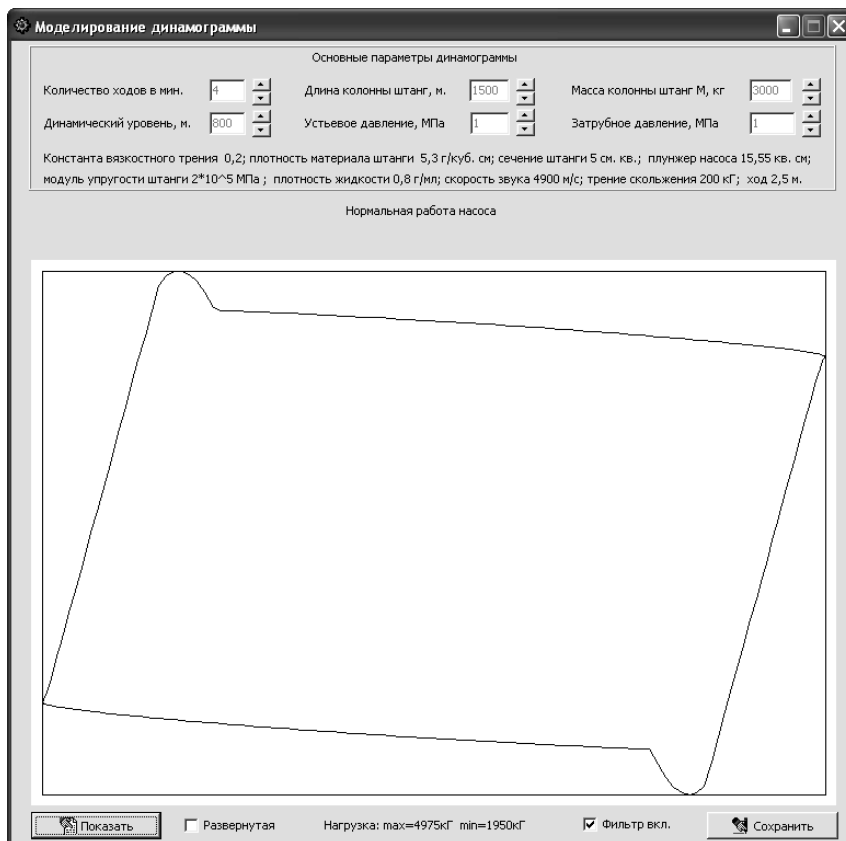 Моделирование динамограммы
Основные параметры динамограммы
Количество ходов в мин. 4 Длина колонны штанг, м. 1500 Масса колонны штанг М, кг 3000
Динамический уровень, м. 800 Устьевое давление, МПа 1 Затрубное давление, МПа 1
Константа вязкостного трения 0,2; плотность материала штанги 5,3 г/куб. см; сечение штанги 5 см. кв.; плунжер насоса 15,55 кв. см;
модуль упругости штанги 2*10^5 МПа ; плотность жидкости 0,8 г/мл; скорость звука 4900 м/с; трение скольжения 200 кГ; ход 2,5 м.
Нормальная работа насоса
Показать Развернутая Нагрузка: max=4975кГ min=1950кГ Фильтр вкл. Сохранить